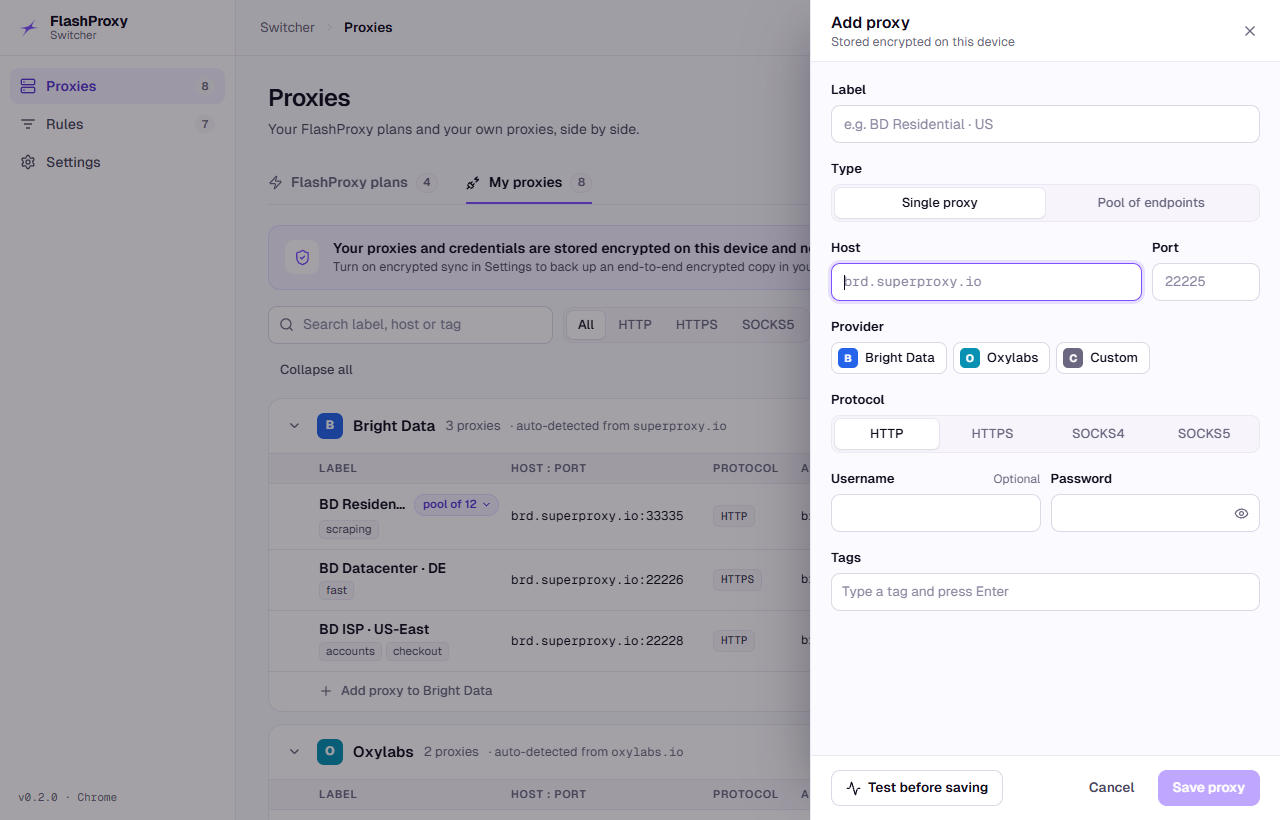 FlashProxy
Switcher
Proxies 8
Rules 7
Settings
v0.2.0 · Chrome
Switcher > Proxies
Proxies
Your FlashProxy plans and your own proxies, side by side.
FlashProxy plans 4 My proxies 8
Your proxies and credentials are stored encrypted on this device and
Turn on encrypted sync in Settings to back up an end-to-end encrypted copy in
Search label, host or tag All HTTP HTTPS SOCKS5
Collapse all
B Bright Data 3 proxies · auto-detected from superproxy.io
LABEL HOST : PORT PROTOCOL
BD Residen... pool of 12 brd.superproxy.io:33335 HTTP
scraping
BD Datacenter · DE brd.superproxy.io:22226 HTTPS
fast
BD ISP · US-East brd.superproxy.io:22228 HTTP
accounts checkout
+ Add proxy to Bright Data
O Oxylabs 2 proxies · auto-detected from oxylabs.io
LABEL HOST : PORT PROTOCOL
Add proxy
Stored encrypted on this device
Label
e.g. BD Residential · US
Type
Single proxy Pool of endpoints
Host Port
brd.superproxy.io 22225
Provider
B Bright Data O Oxylabs C Custom
Protocol
HTTP HTTPS SOCKS4 SOCKS5
Username Optional Password
Tags
Type a tag and press Enter
Test before saving Cancel Save proxy